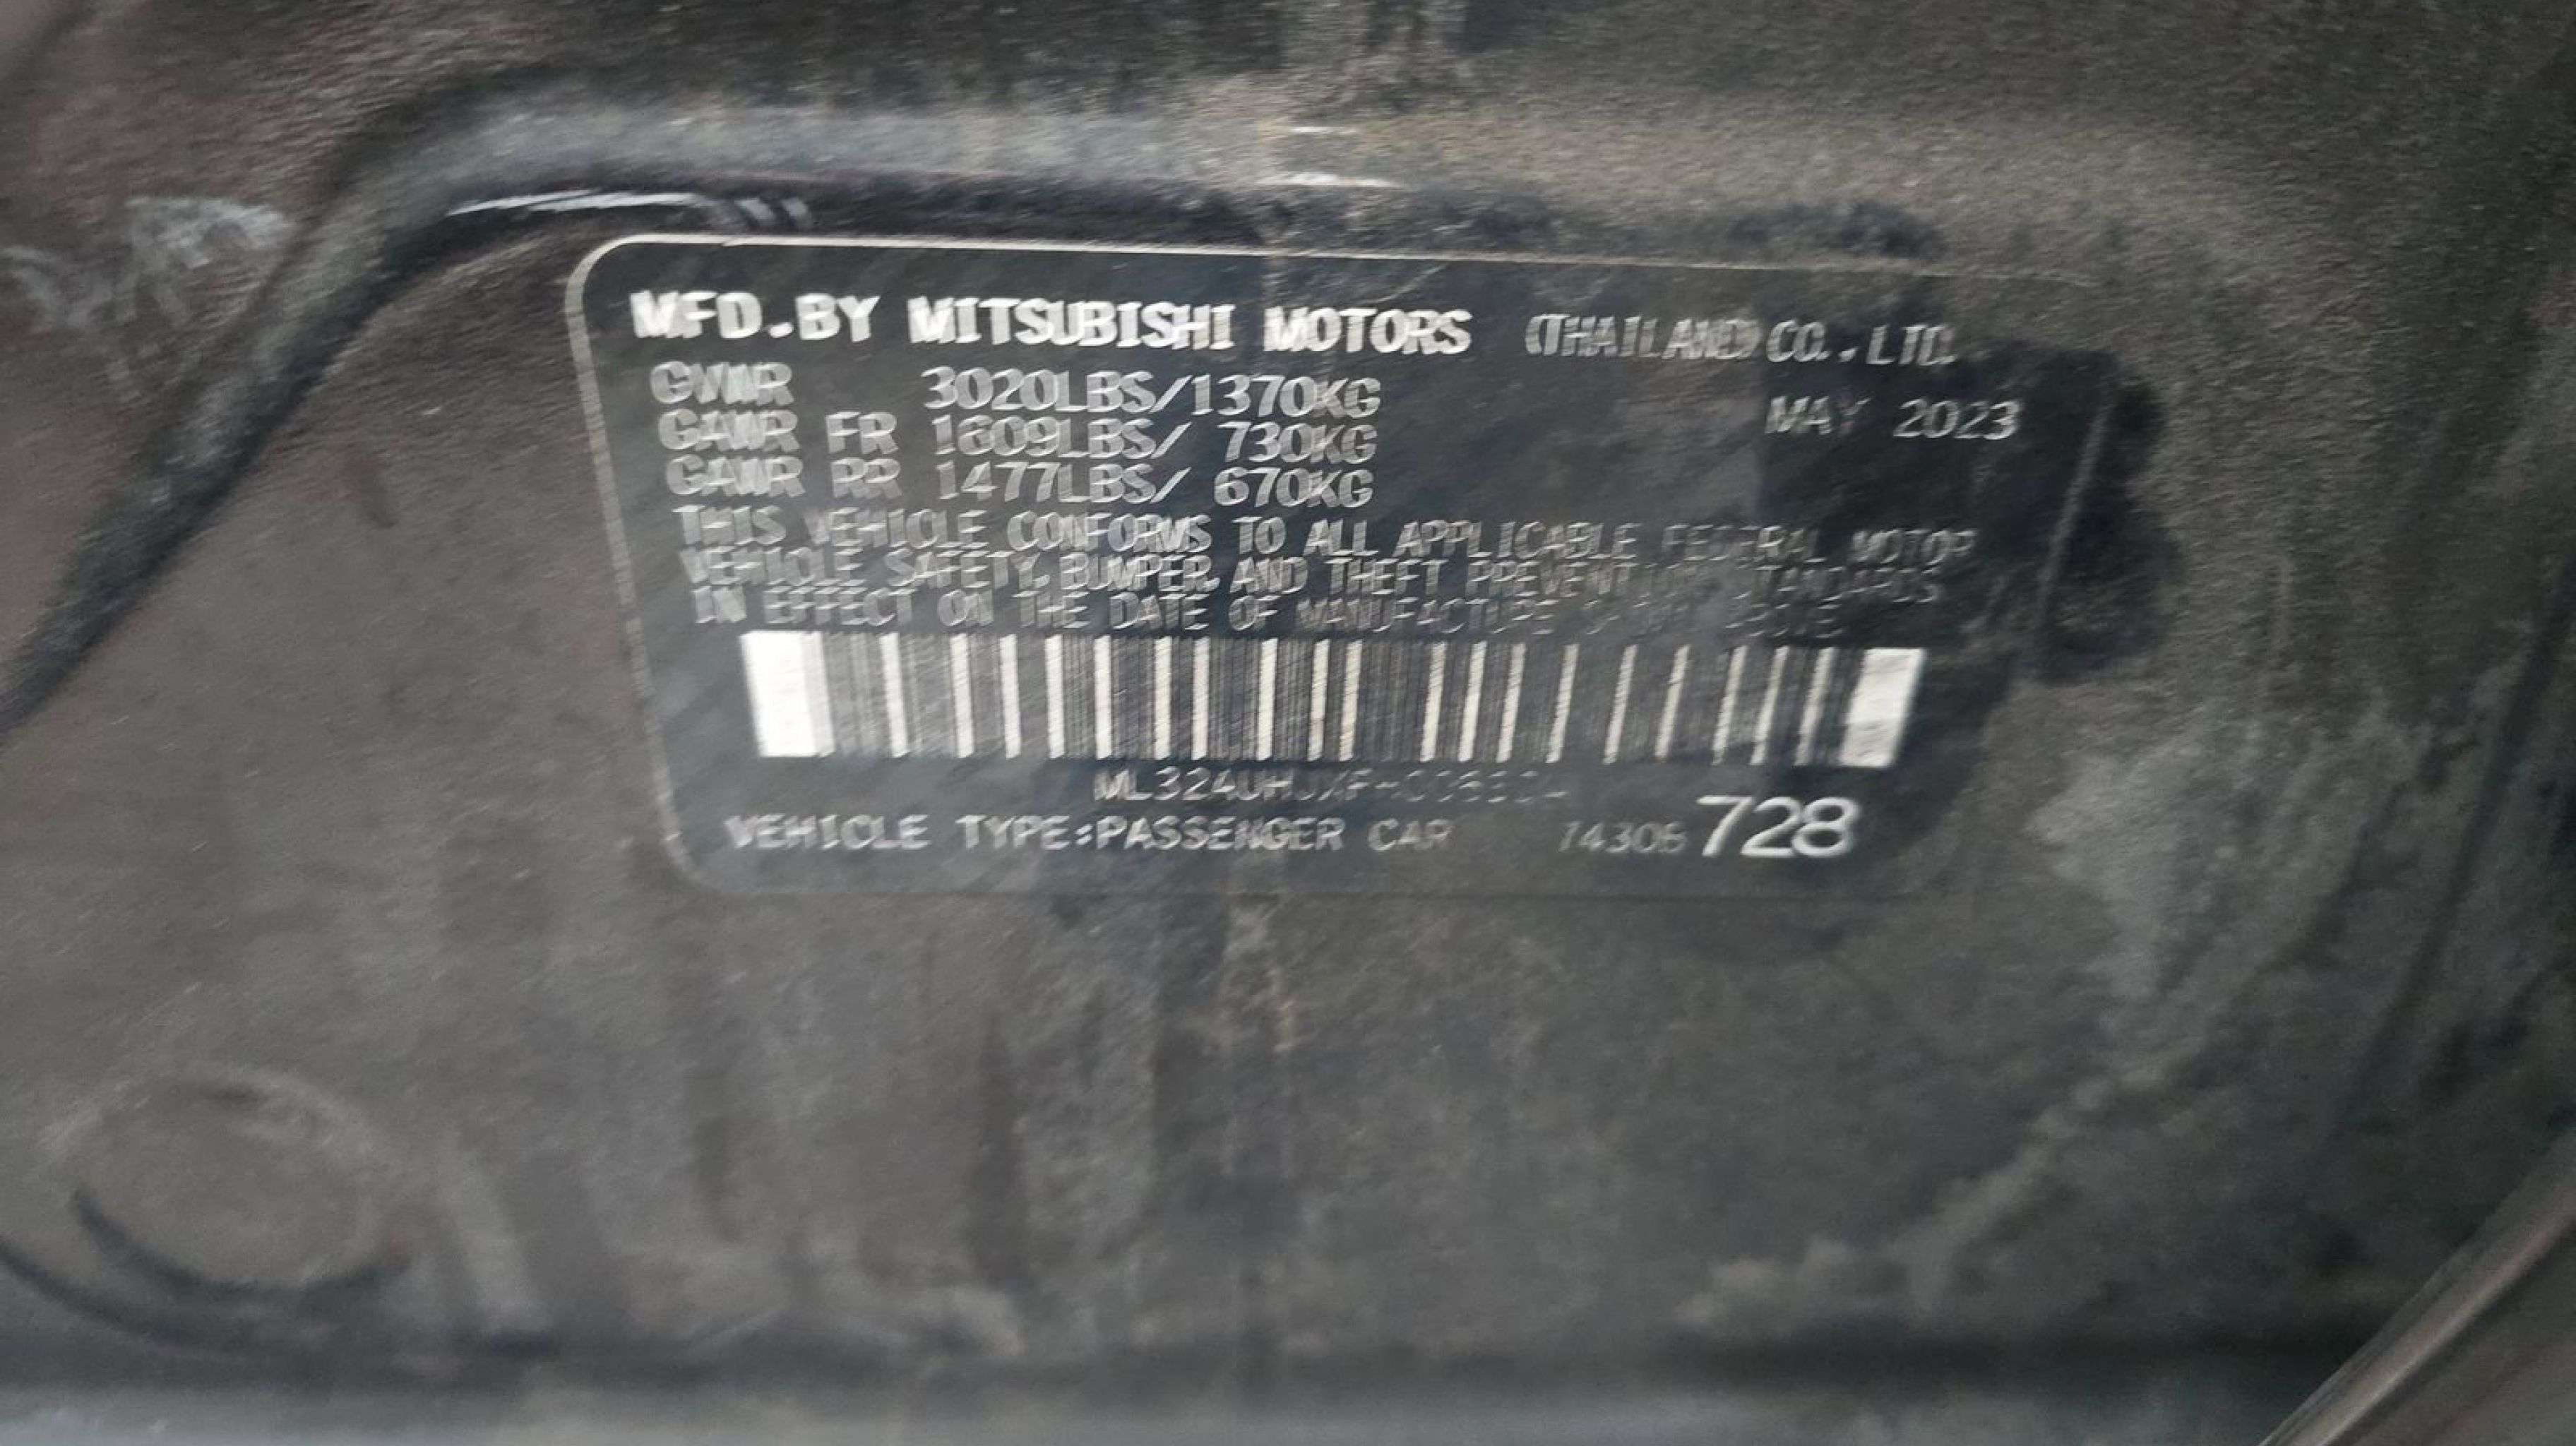 MFD.BY MITSUBISHI MOTORS (THAILAND) CO.,LTD.
GVWR 3020LBS/1370KG
MAY 2023
GAWR FR 1609LBS/ 730KG
GAWR RR 1477LBS/ 670KG
THIS VEHICLE CONFORMS TO ALL APPLICABLE FEDERAL MOTOR
VEHICLE SAFETY, BUMPER, AND THEFT PREVENTION STANDARDS
IN EFFECT ON THE DATE OF MANUFACTURE SHOWN ABOVE
VEHICLE TYPE:PASSENGER CAR 74306 728